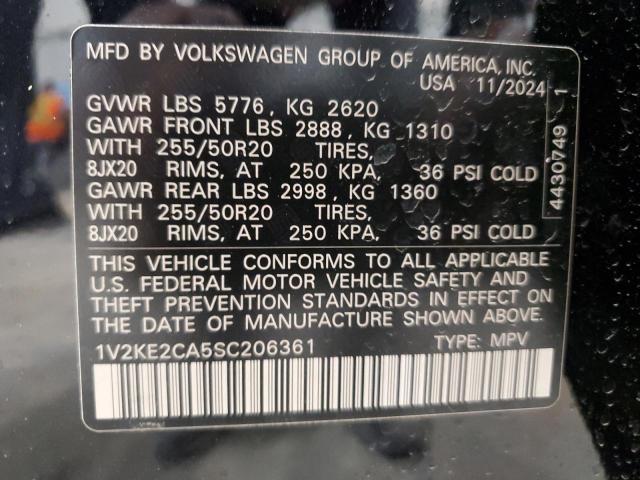 MFD BY VOLKSWAGEN GROUP OF AMERICA, INC.
USA 11/2024
GVWR LBS 5776, KG 2620
GAWR FRONT LBS 2888, KG 1310
WITH 255/50R20 TIRES,
8JX20 RIMS, AT 250 KPA, 36 PSI COLD
GAWR REAR LBS 2998, KG 1360
WITH 255/50R20 TIRES,
8JX20 RIMS, AT 250 KPA, 36 PSI COLD
THIS VEHICLE CONFORMS TO ALL APPLICABLE
U.S. FEDERAL MOTOR VEHICLE SAFETY AND
THEFT PREVENTION STANDARDS IN EFFECT ON
THE DATE OF MANUFACTURE SHOWN ABOVE.
1V2KE2CA5SC206361 TYPE: MPV
4430749 1